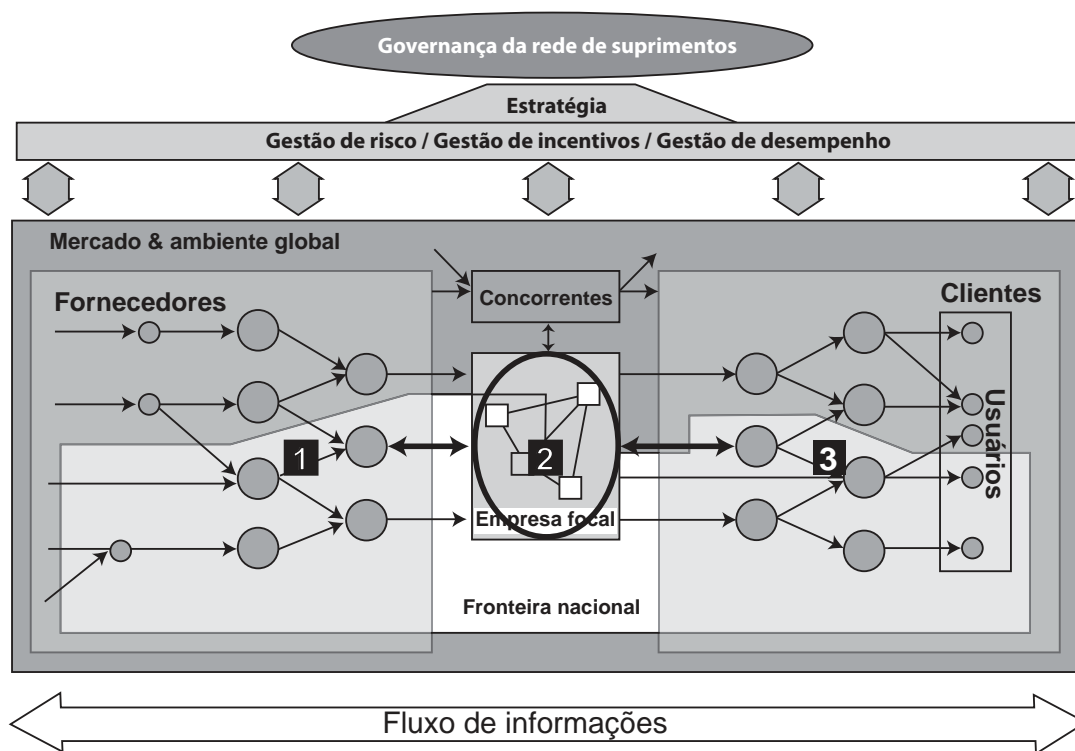 Governança da rede de suprimentos
Estratégia
Gestão de risco / Gestão de incentivos / Gestão de desempenho
Mercado & ambiente global
Fornecedores
Concorrentes
Clientes
Usuários
1
2
3
Empresa focal
Fronteira nacional
Fluxo de informações